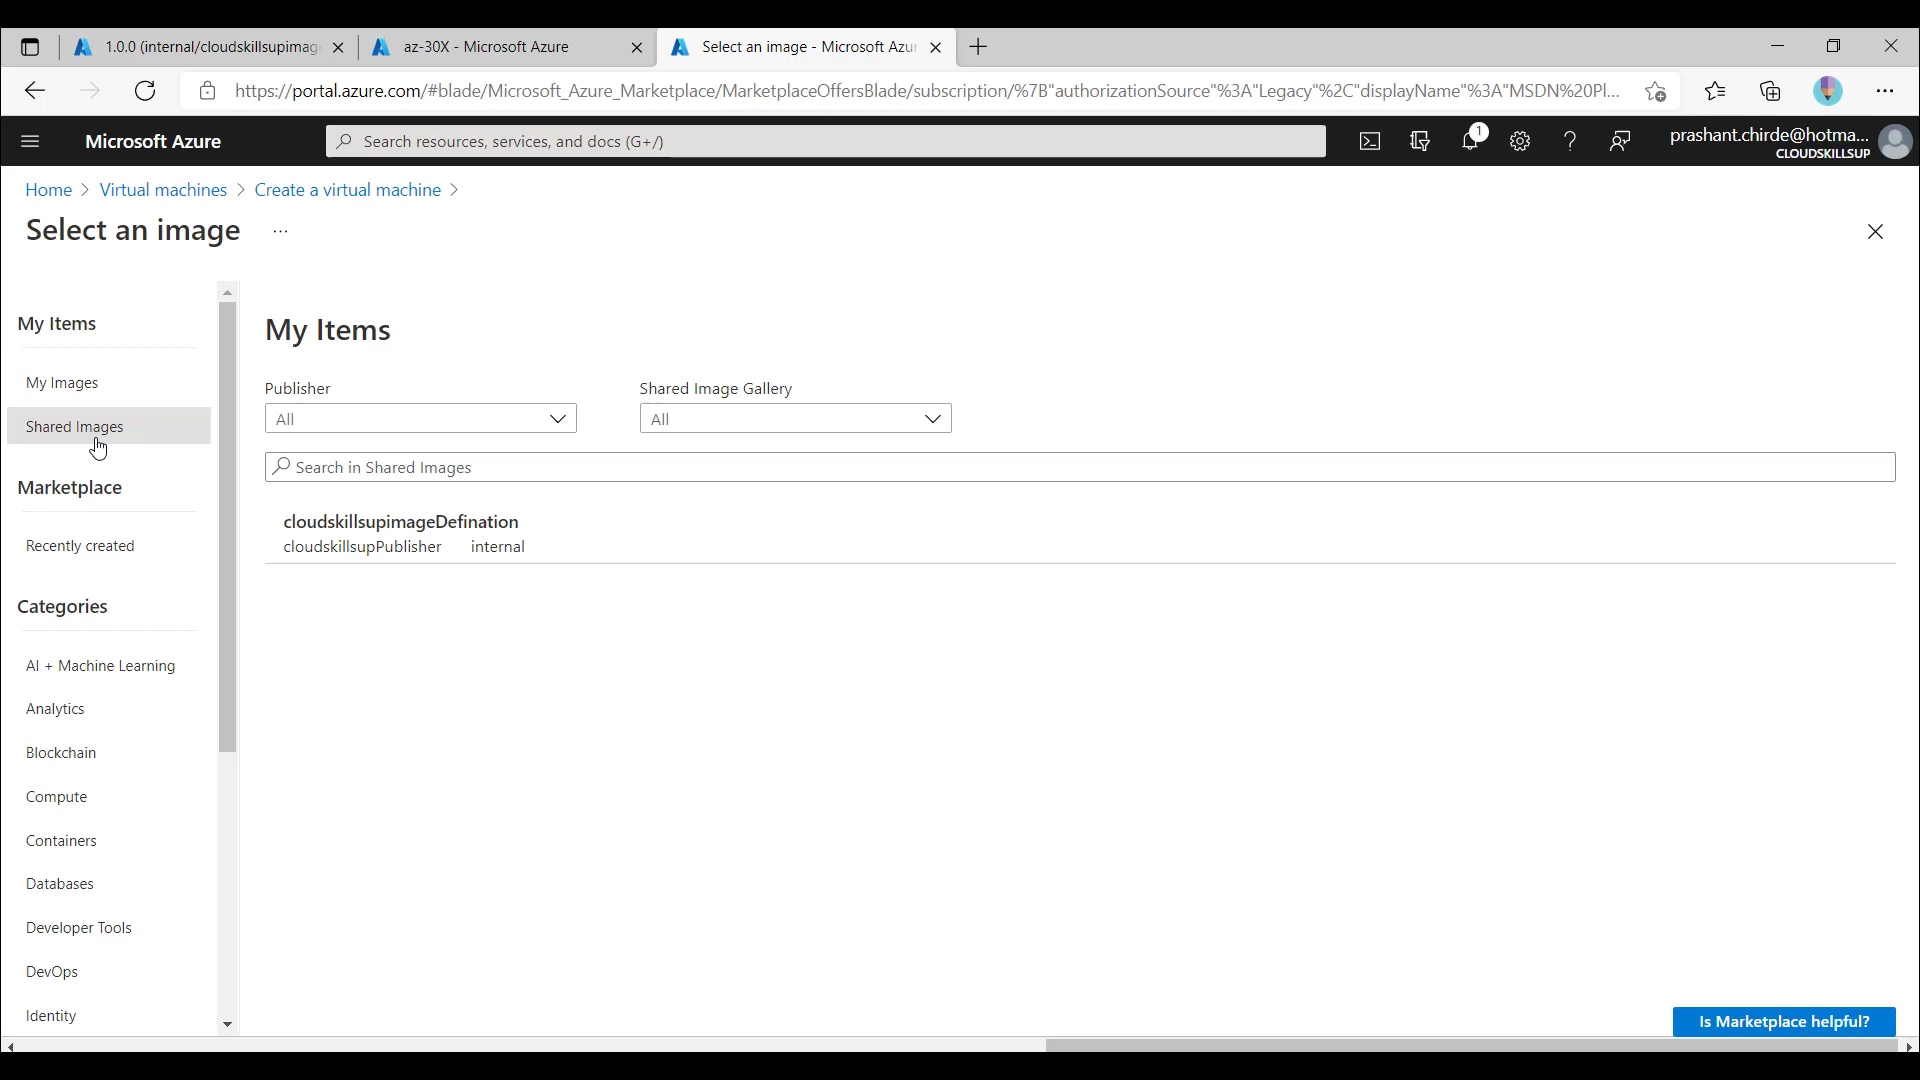 1.0.0 (internal/cloudskillsupimag
az-30X - Microsoft Azure
Select an image - Microsoft Azur
https://portal.azure.com/#blade/Microsoft_Azure_Marketplace/MarketplaceOffersBlade/subscription/%7B"authorizationSource"%3A"Legacy"%2C"displayName"%3A"MSDN%20Pl...
Microsoft Azure
Search resources, services, and docs (G+/)
1
prashant.chirde@hotma...
CLOUDSKILLSUP
Home > Virtual machines > Create a virtual machine >
Select an image ...
My Items
My Images
Shared Images
Marketplace
Recently created
Categories
AI + Machine Learning
Analytics
Blockchain
Compute
Containers
Databases
Developer Tools
DevOps
Identity
My Items
Publisher
All
Shared Image Gallery
All
Search in Shared Images
cloudskillsupimageDefination
cloudskillsupPublisher internal
Is Marketplace helpful?